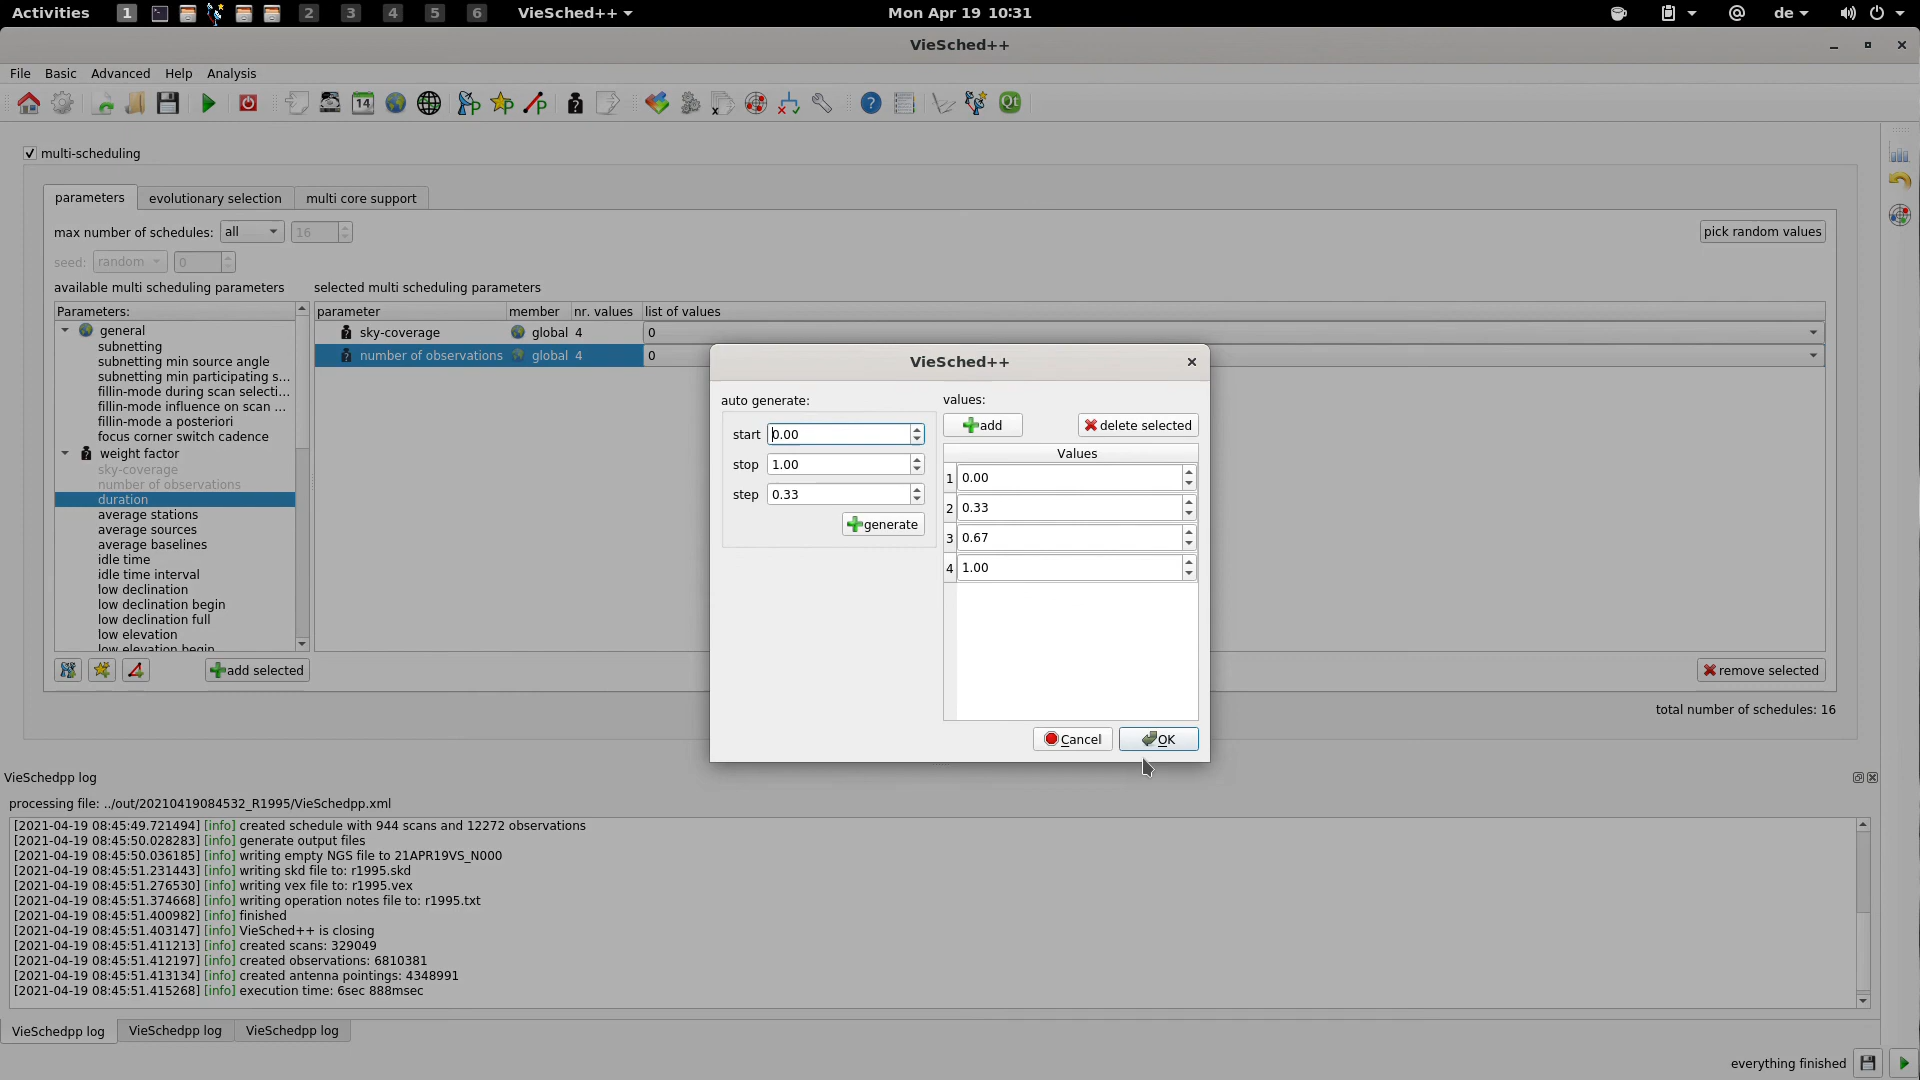 Activities 1 2 3 4 5 6 VieSched++ Mon Apr 19 10:31 de
VieSched++
File Basic Advanced Help Analysis
14 P P P ? Qt
multi-scheduling
parameters evolutionary selection multi core support
max number of schedules: all 16 pick random values
seed: random 0
available multi scheduling parameters selected multi scheduling parameters
Parameters: parameter member nr. values list of values
general
subnetting
subnetting min source angle
subnetting min participating s...
fillin-mode during scan selecti...
fillin-mode influence on scan ...
fillin-mode a posteriori
focus corner switch cadence
weight factor
sky-coverage
number of observations
duration
average stations
average sources
average baselines
idle time
idle time interval
low declination
low declination begin
low declination full
low elevation
low elevation begin
sky-coverage global 4 0
number of observations global 4 0
add selected remove selected
total number of schedules: 16
VieSched++
auto generate:
start 0.00
stop 1.00
step 0.33
generate
values:
add delete selected
Values
1 0.00
2 0.33
3 0.67
4 1.00
Cancel OK
VieSchedpp log
processing file: ../out/20210419084532_R1995/VieSchedpp.xml
[2021-04-19 08:45:49.721494] [info] created schedule with 944 scans and 12272 observations
[2021-04-19 08:45:50.028283] [info] generate output files
[2021-04-19 08:45:50.036185] [info] writing empty NGS file to 21APR19VS_N000
[2021-04-19 08:45:51.231443] [info] writing skd file to: r1995.skd
[2021-04-19 08:45:51.276530] [info] writing vex file to: r1995.vex
[2021-04-19 08:45:51.374668] [info] writing operation notes file to: r1995.txt
[2021-04-19 08:45:51.400982] [info] finished
[2021-04-19 08:45:51.403147] [info] VieSched++ is closing
[2021-04-19 08:45:51.411213] [info] created scans: 329049
[2021-04-19 08:45:51.412197] [info] created observations: 6810381
[2021-04-19 08:45:51.413134] [info] created antenna pointings: 4348991
[2021-04-19 08:45:51.415268] [info] execution time: 6sec 888msec
VieSchedpp log VieSchedpp log VieSchedpp log
everything finished